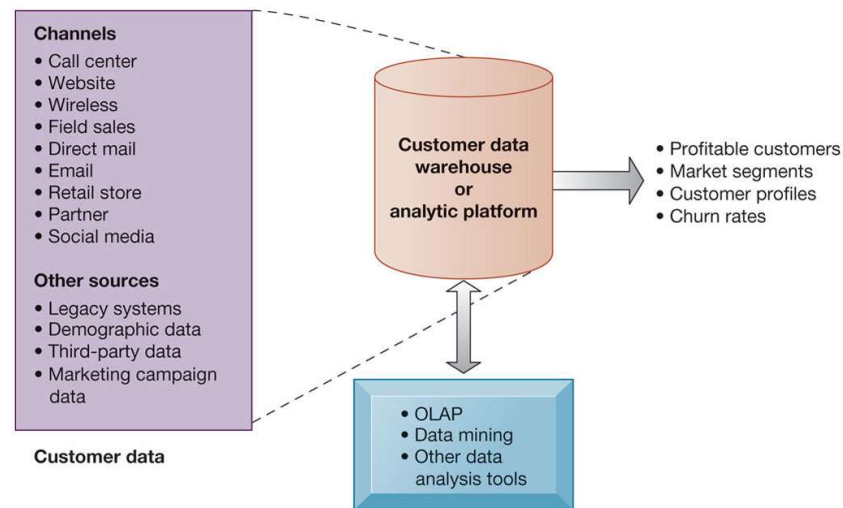 Channels
• Call center
• Website
• Wireless
• Field sales
• Direct mail
• Email
• Retail store
• Partner
• Social media
Other sources
• Legacy systems
• Demographic data
• Third-party data
• Marketing campaign
data
Customer data
Customer data
warehouse
or
analytic platform
• Profitable customers
• Market segments
• Customer profiles
• Churn rates
• OLAP
• Data mining
• Other data
analysis tools